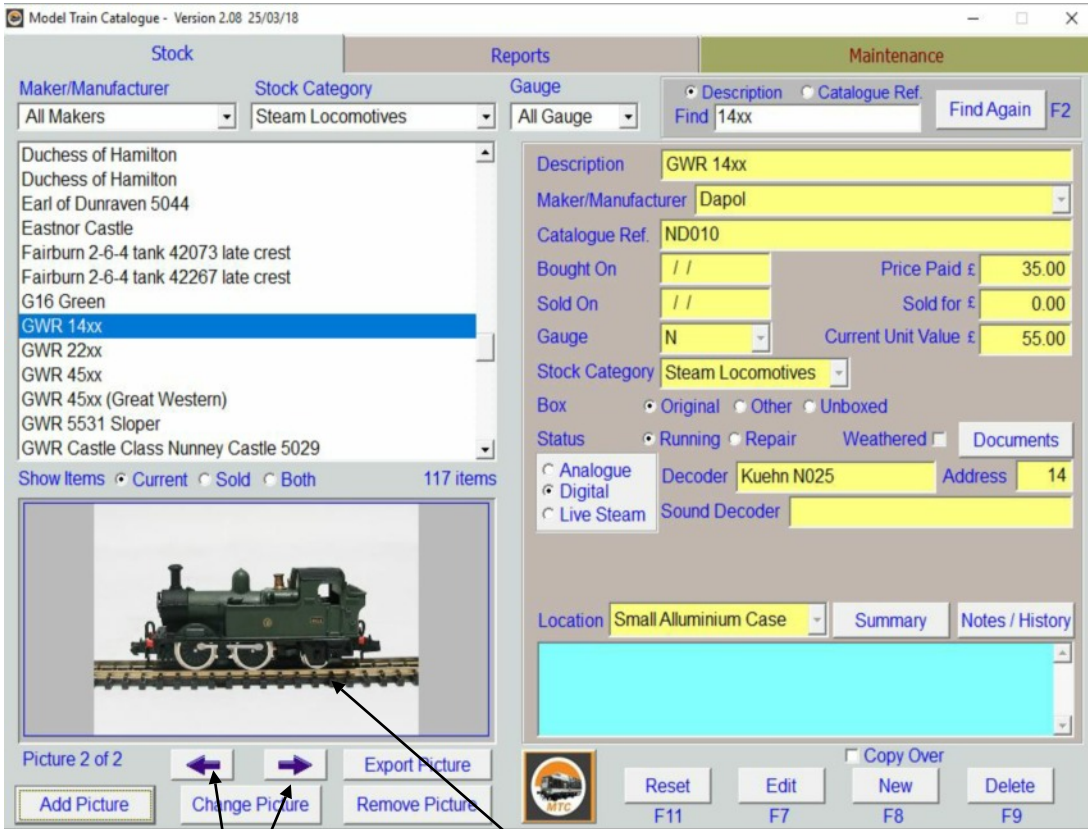 Model Train Catalogue - Version 2.08 25/03/18
Stock
Reports
Maintenance
Maker/Manufacturer
Stock Category
Gauge
All Makers
Steam Locomotives
All Gauge
Description
Catalogue Ref.
Find
14xx
Find Again
F2
Duchess of Hamilton
Duchess of Hamilton
Earl of Dunraven 5044
Eastnor Castle
Fairburn 2-6-4 tank 42073 late crest
Fairburn 2-6-4 tank 42267 late crest
G16 Green
GWR 14xx
GWR 22xx
GWR 45xx
GWR 45xx (Great Western)
GWR 5531 Sloper
GWR Castle Class Nunney Castle 5029
Show Items
Current
Sold
Both
117 items
Picture 2 of 2
Export Picture
Add Picture
Change Picture
Remove Picture
Description
GWR 14xx
Maker/Manufacturer
Dapol
Catalogue Ref.
ND010
Bought On
/ /
Price Paid £
35.00
Sold On
/ /
Sold for £
0.00
Gauge
N
Current Unit Value £
55.00
Stock Category
Steam Locomotives
Box
Original
Other
Unboxed
Status
Running
Repair
Weathered
Documents
Analogue
Digital
Live Steam
Decoder
Kuehn N025
Address
14
Sound Decoder
Location
Small Alluminium Case
Summary
Notes / History
Copy Over
MTC
Reset
Edit
New
Delete
F11
F7
F8
F9